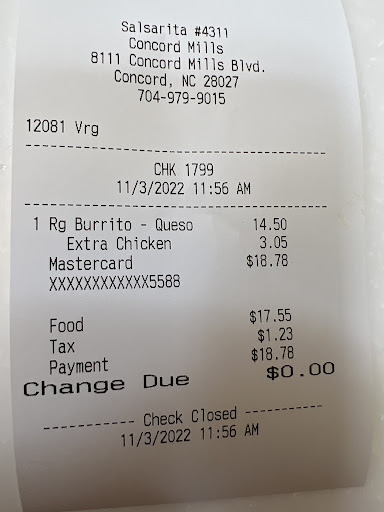 Salsarita #4311
Concord Mills
8111 Concord Mills Blvd.
Concord, NC 28027
704-979-9015
12081 Vrg
CHK 1799
11/3/2022 11:56 AM
1 Rg Burrito - Queso 14.50
Extra Chicken 3.05
Mastercard $18.78
XXXXXXXXXXXX5588
Food $17.55
Tax $1.23
Payment $18.78
Change Due $0.00
----------- Check Closed -----------
11/3/2022 11:56 AM